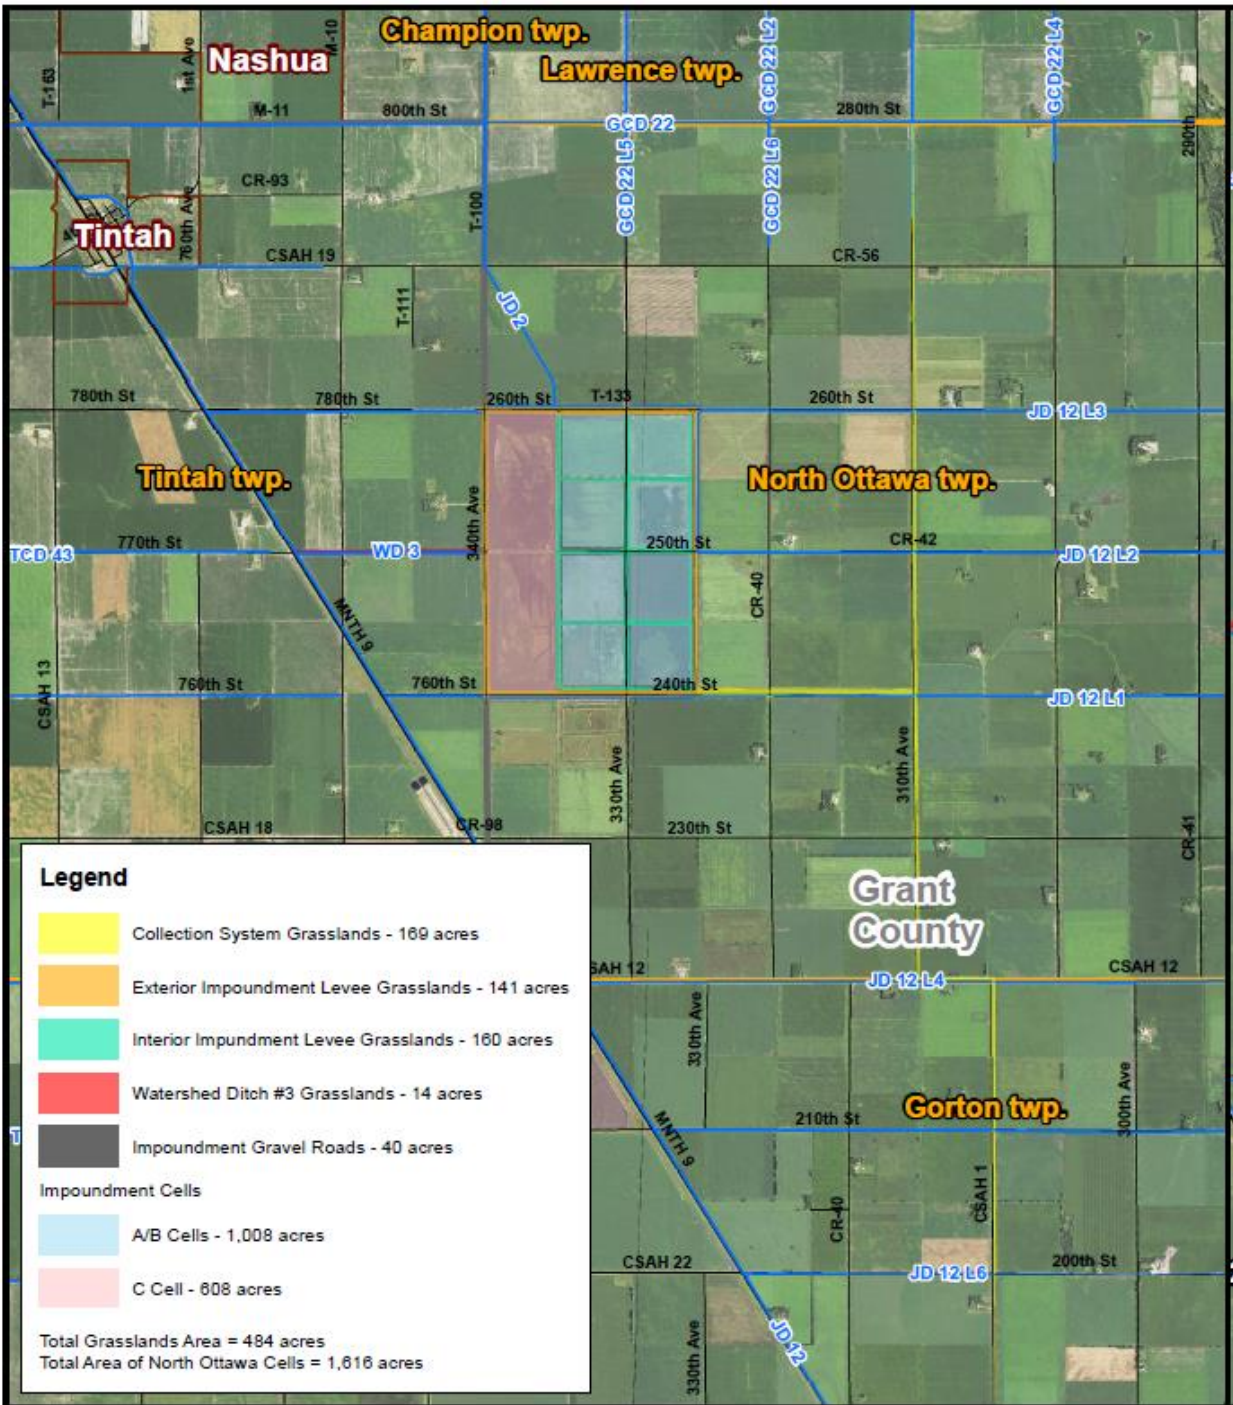 Champion twp.
Nashua
M-10
GCD 22 L2
GCD 22 L4
Lawrence twp.
T-163
1st Ave
M-11
800th St
280th St
GCD 22
290th
CR-93
T-100
GCD 22 L5
GCD 22 L6
Tintah
760th Ave
CSAH 19
CR-56
T-111
JD 2
780th St
780th St
260th St
T-133
260th St
JD 12 L3
Tintah twp.
North Ottawa twp.
340th Ave
TCD 43
770th St
WD 3
250th St
CR-42
JD 12 L2
CR-40
MNTH 9
CSAH 13
760th St
760th St
240th St
JD 12 L1
330th Ave
310th Ave
CSAH 18
CR-98
230th St
CR-41
Grant
County
SAH 12
JD 12 L4
CSAH 12
330th Ave
300th Ave
Gorton twp.
210th St
MNTH 9
CSAH 1
CR-40
CSAH 22
JD 12 L6
200th St
JD 12
330th Ave
Legend
Collection System Grasslands - 169 acres
Exterior Impoundment Levee Grasslands - 141 acres
Interior Impundment Levee Grasslands - 160 acres
Watershed Ditch #3 Grasslands - 14 acres
Impoundment Gravel Roads - 40 acres
Impoundment Cells
A/B Cells - 1,008 acres
C Cell - 608 acres
Total Grasslands Area = 484 acres
Total Area of North Ottawa Cells = 1,616 acres